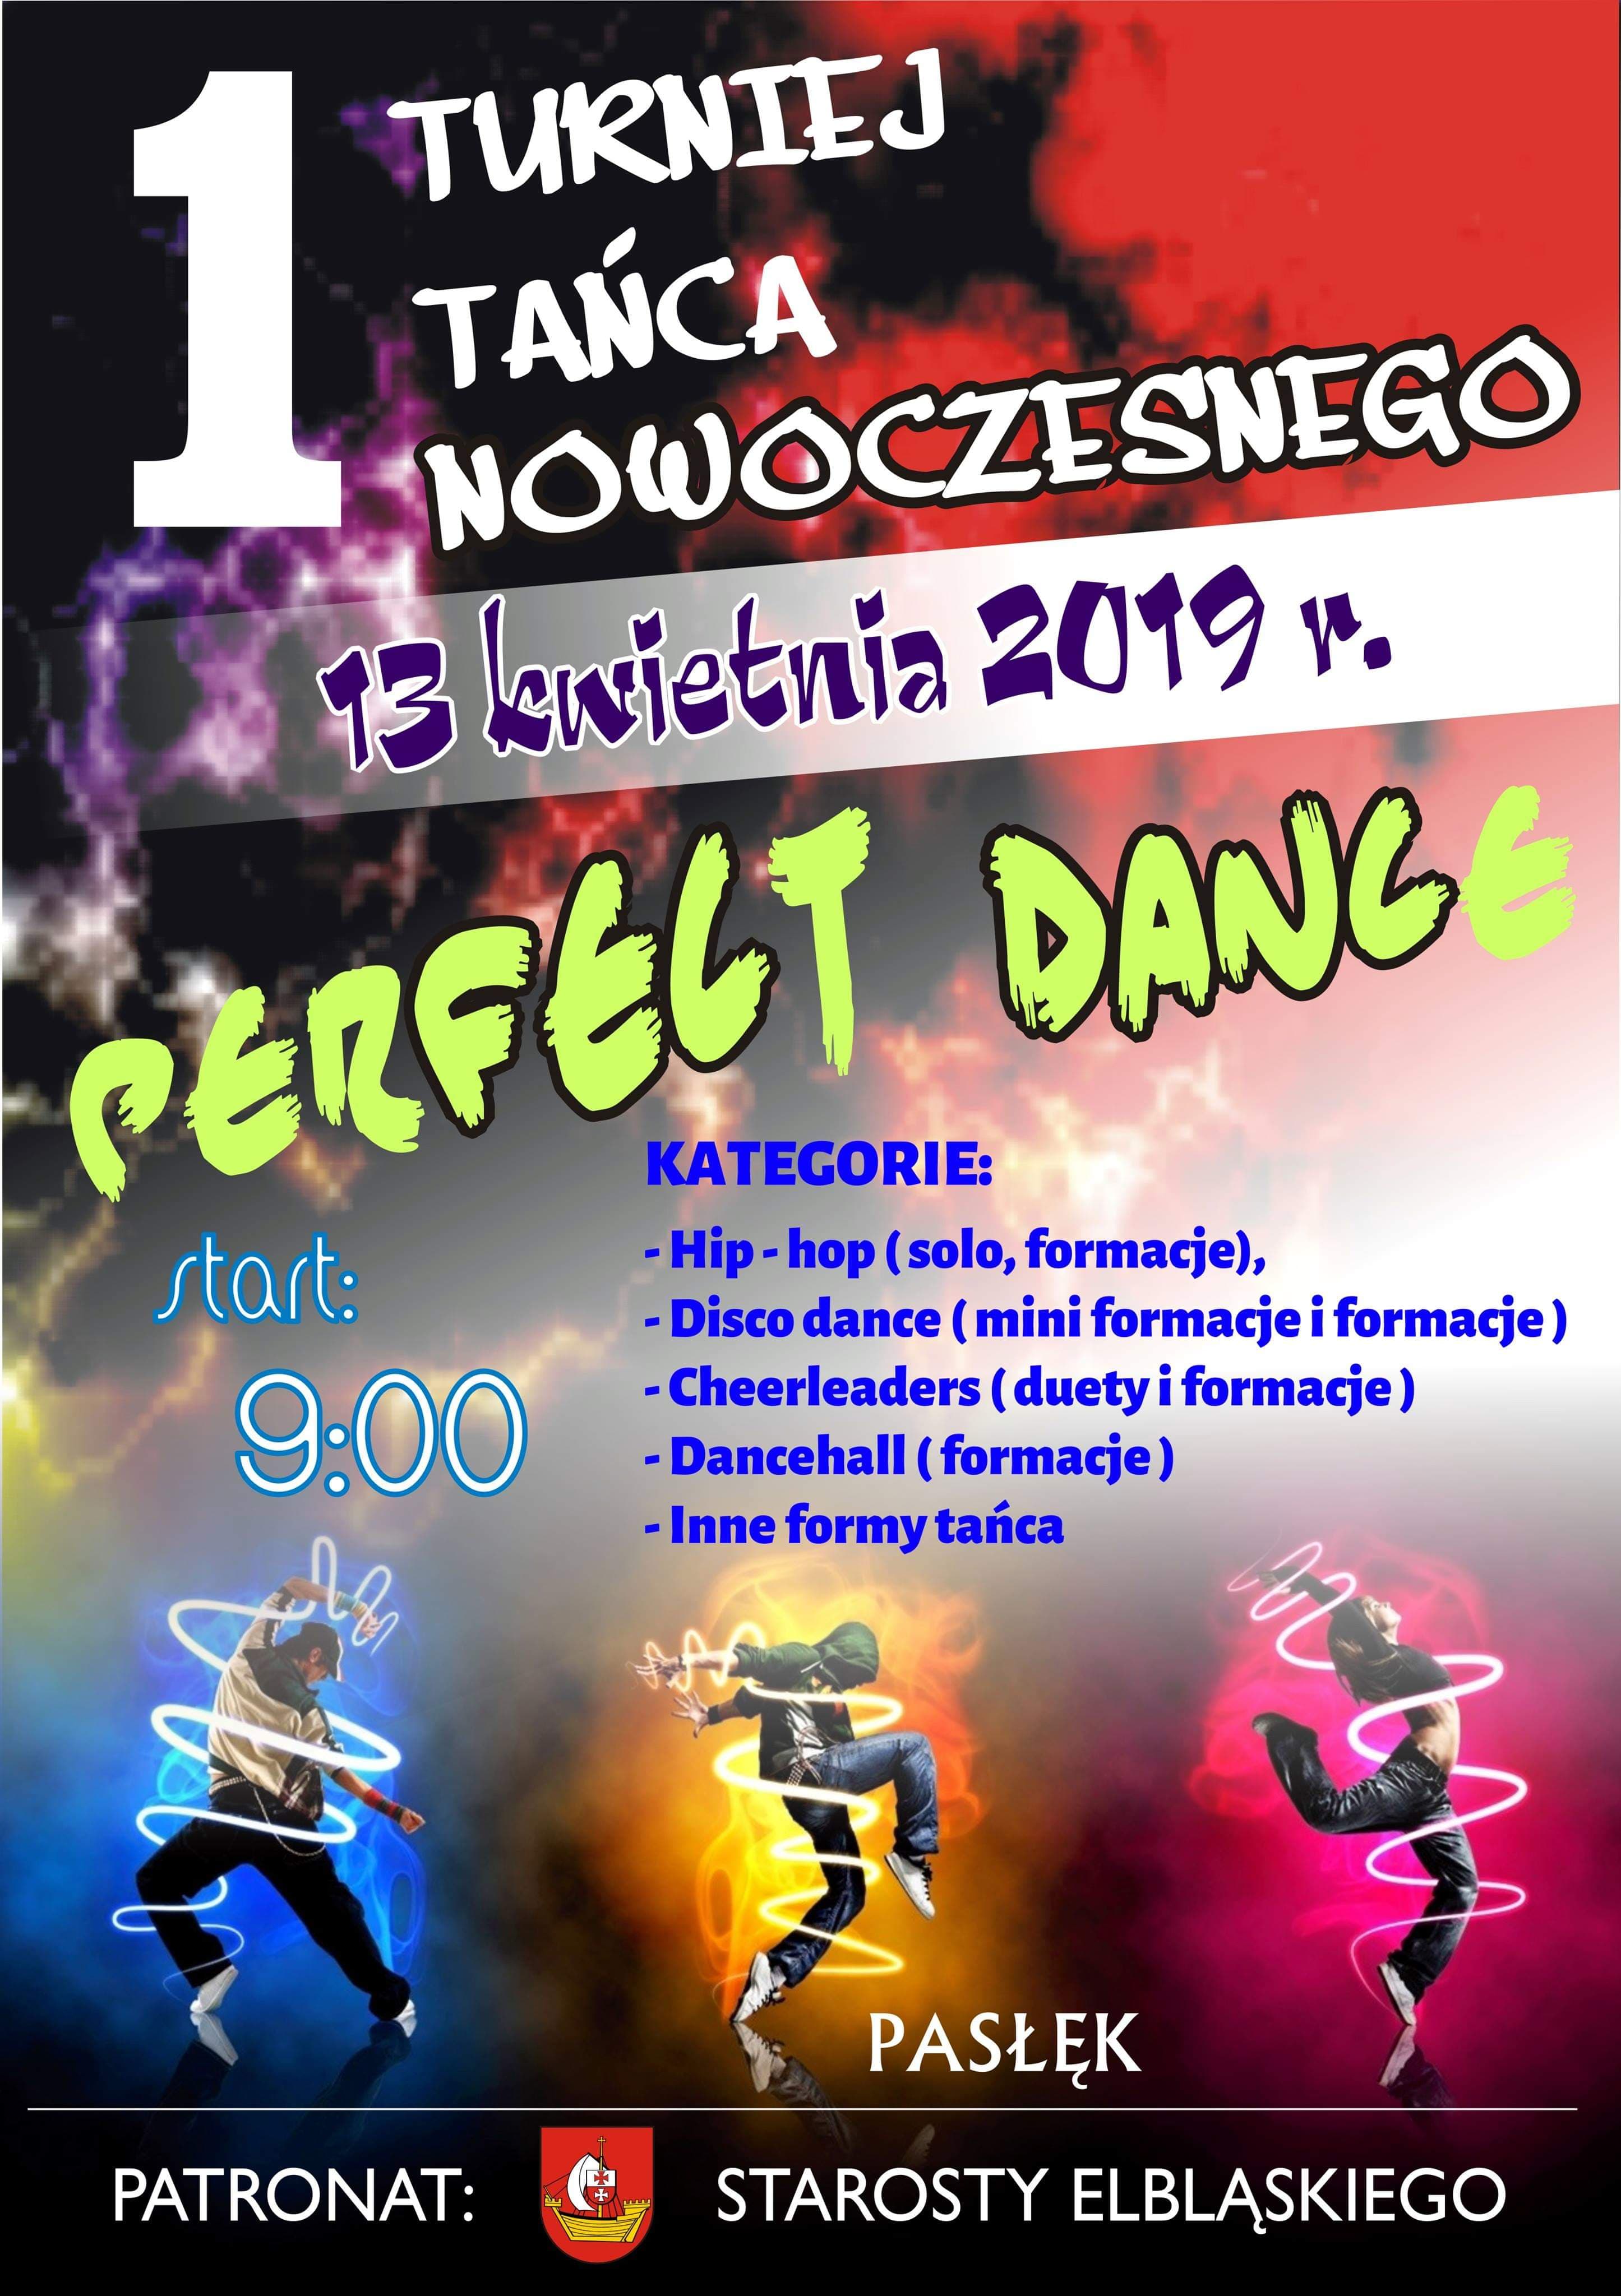 1 TURNIEJ
TAŃCA
NOWOCZESNEGO
13 kwietnia 2019 r.
PERFECT DANCE
KATEGORIE:
- Hip - hop ( solo, formacje),
- Disco dance ( mini formacje i formacje )
- Cheerleaders ( duety i formacje )
- Dancehall ( formacje )
- Inne formy tańca
start:
9:00
PASŁĘK
PATRONAT: STAROSTY ELBLĄSKIEGO